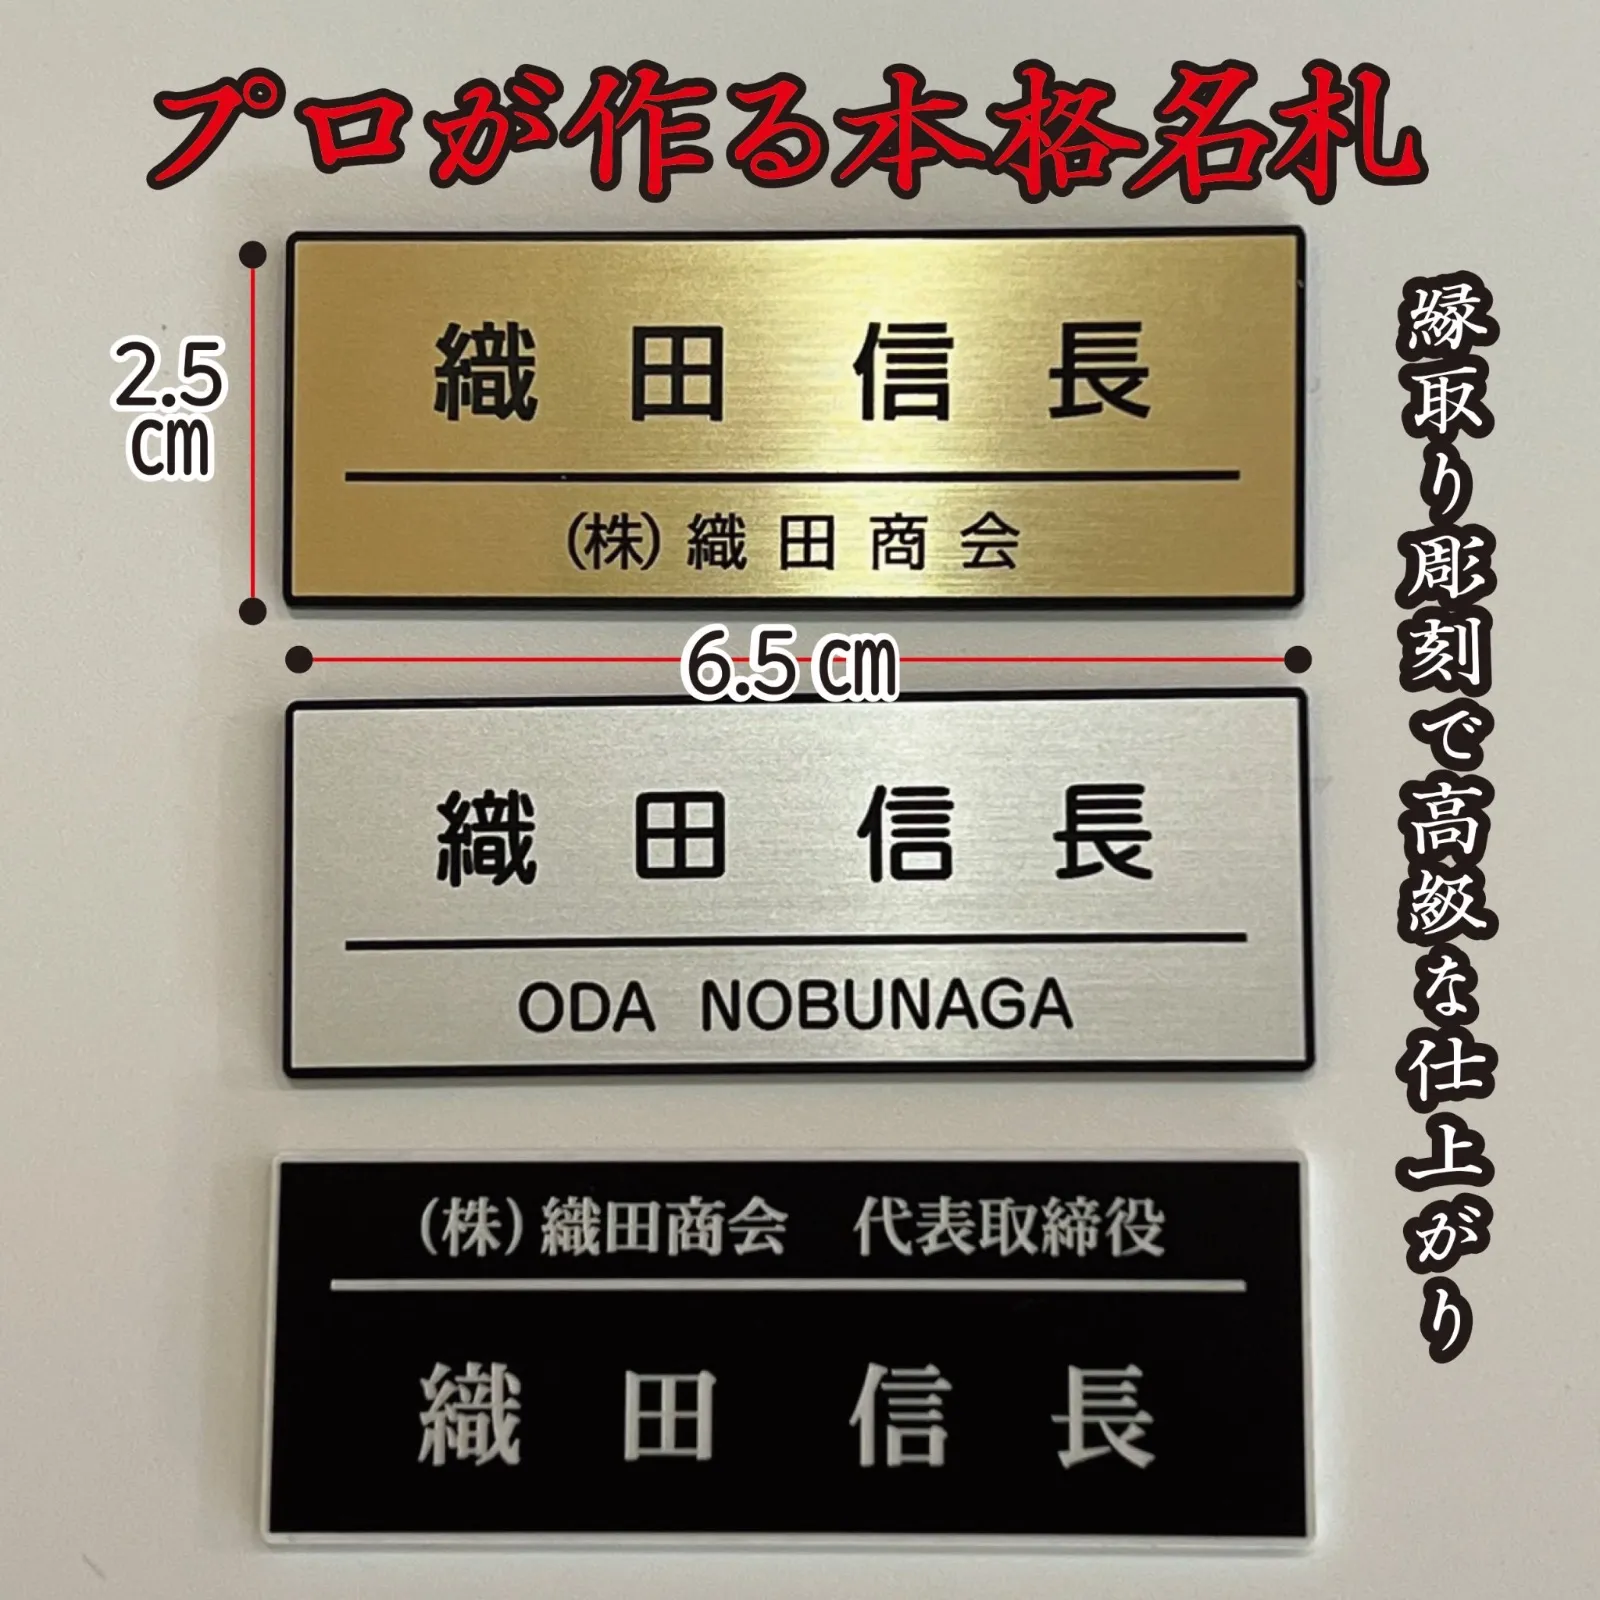 プロが作る本格名札
織田信長
(株)織田商会
2.5
cm
6.5cm
織田信長
ODA NOBUNAGA
(株)織田商会 代表取締役
織田信長
縁取り彫刻で高級な仕上がり